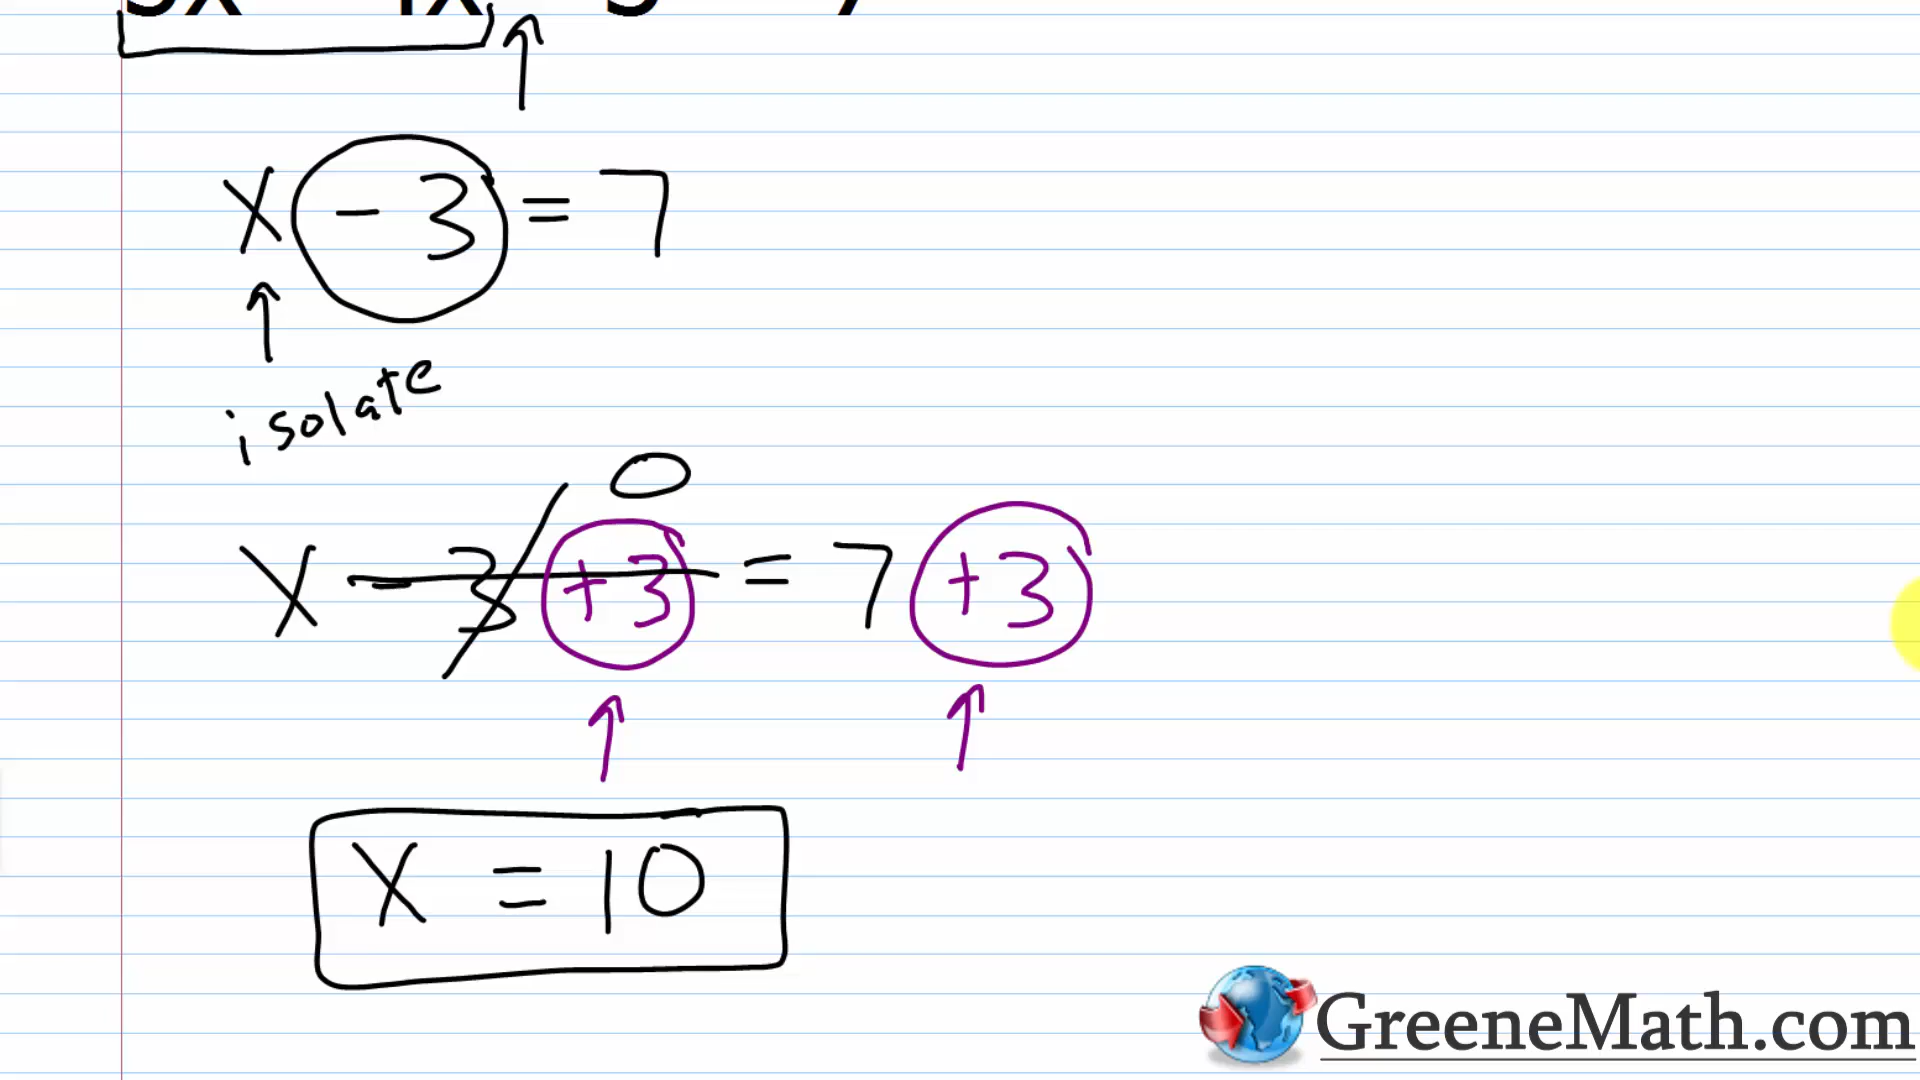 x - 3 = 7
isolate
0
x - 3 + 3 = 7 + 3
x = 10
GreeneMath.com